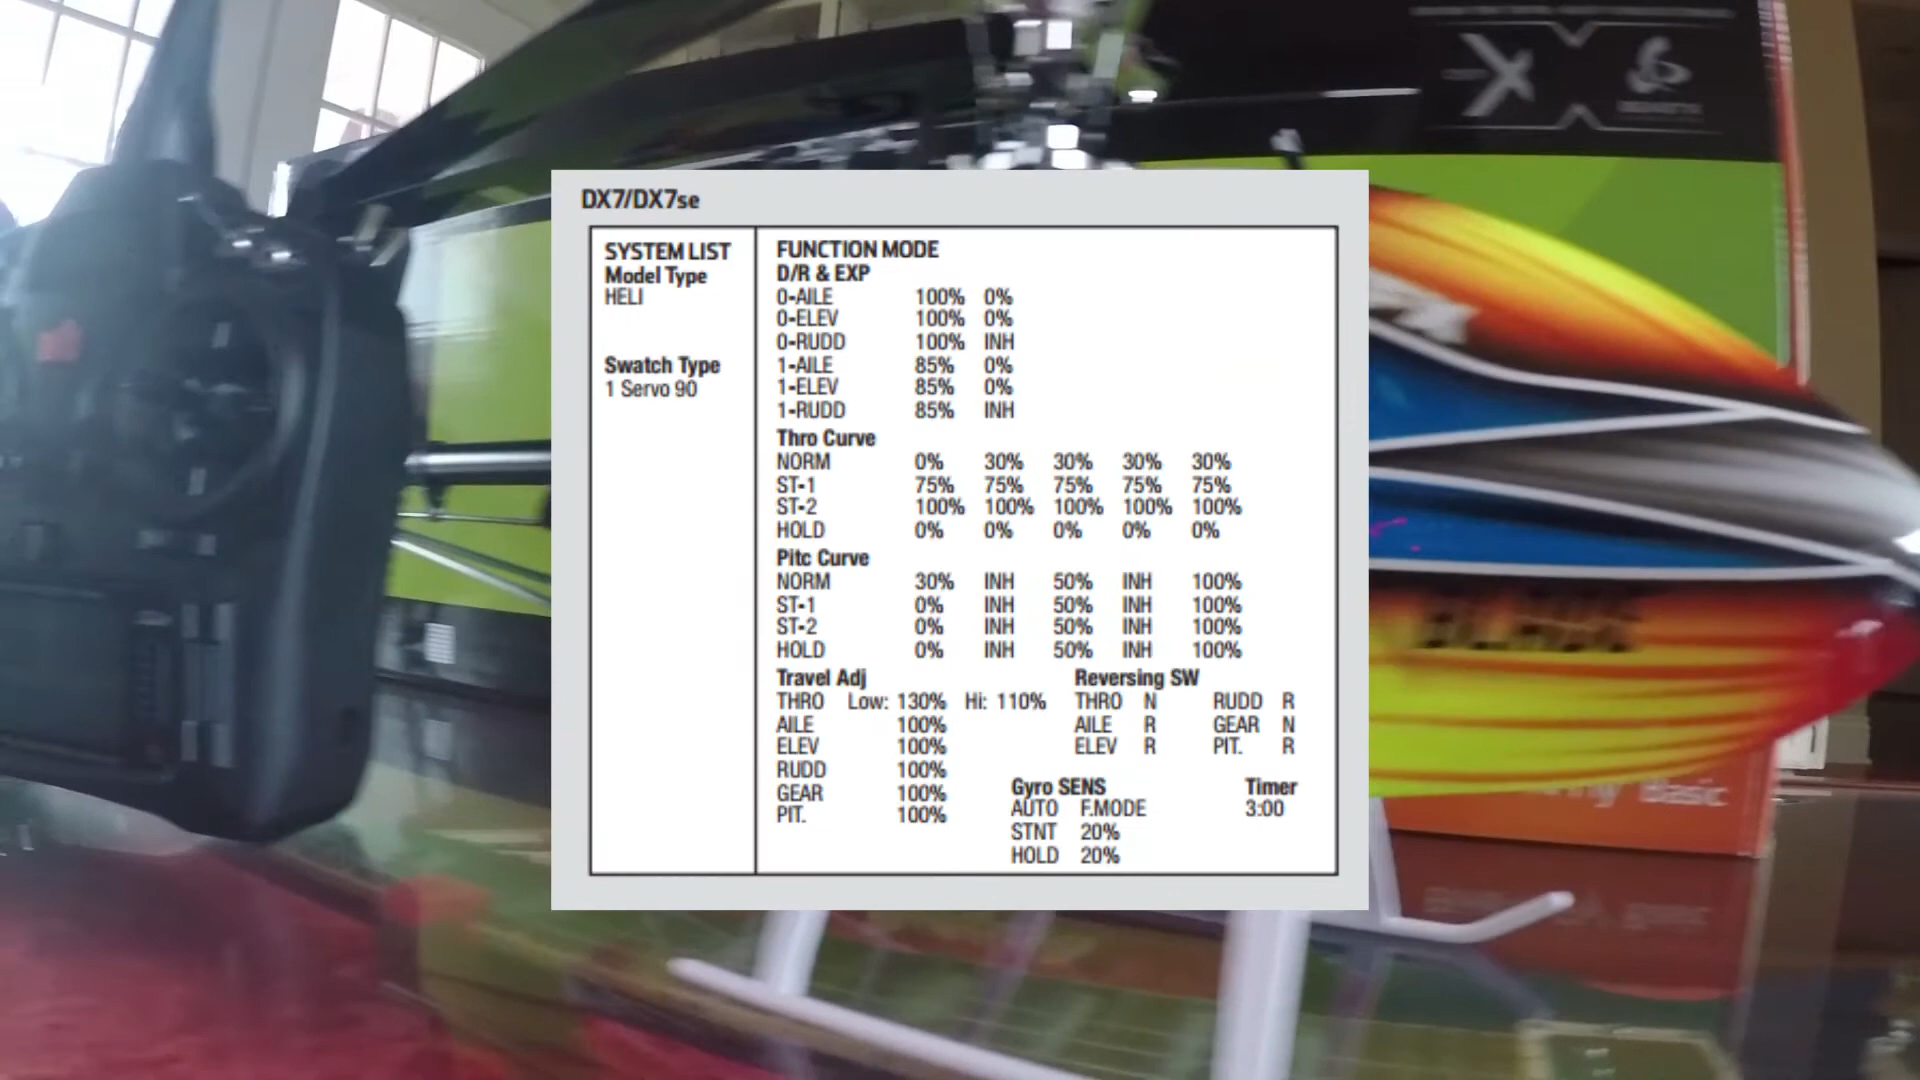 DX7/DX7se
SYSTEM LIST
Model Type
HELI
Swatch Type
1 Servo 90
FUNCTION MODE
D/R & EXP
0-AILE 100% 0%
0-ELEV 100% 0%
0-RUDD 100% INH
1-AILE 85% 0%
1-ELEV 85% 0%
1-RUDD 85% INH
Thro Curve
NORM 0% 30% 30% 30% 30%
ST-1 75% 75% 75% 75% 75%
ST-2 100% 100% 100% 100% 100%
HOLD 0% 0% 0% 0% 0%
Pitc Curve
NORM 30% INH 50% INH 100%
ST-1 0% INH 50% INH 100%
ST-2 0% INH 50% INH 100%
HOLD 0% INH 50% INH 100%
Travel Adj
THRO Low: 130% Hi: 110%
AILE 100%
ELEV 100%
RUDD 100%
GEAR 100%
PIT. 100%
Reversing SW
THRO N RUDD R
AILE R GEAR N
ELEV R PIT. R
Gyro SENS
AUTO F.MODE
STNT 20%
HOLD 20%
Timer
3:00
Basic